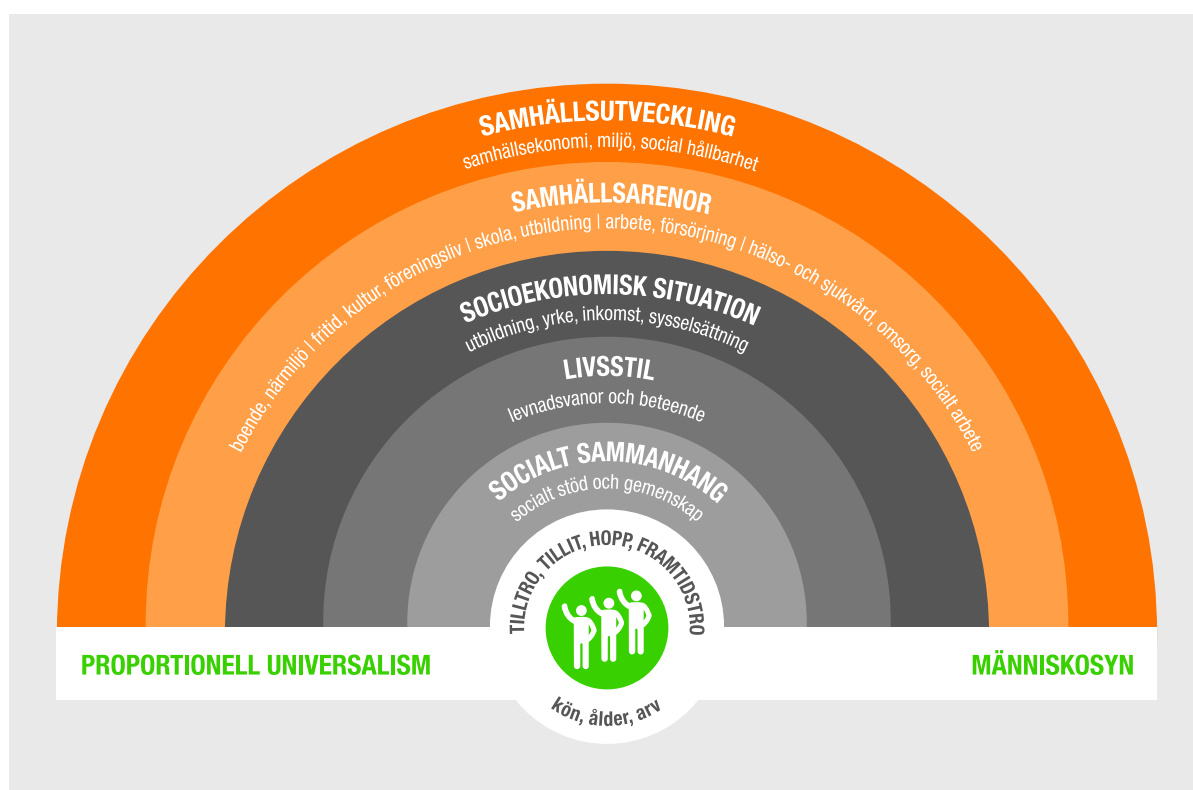 SAMHÄLLSUTVECKLING
samhällsekonomi, miljö, social hållbarhet
SAMHÄLLSARENOR
boende, närmiljö | fritid, kultur, föreningsliv | skola, utbildning | arbete, försörjning | hälso- och sjukvård, omsorg, socialt arbete
SOCIOEKONOMISK SITUATION
utbildning, yrke, inkomst, sysselsättning
LIVSSTIL
levnadsvanor och beteende
SOCIALT SAMMANHANG
socialt stöd och gemenskap
TILLTRO, TILLIT, HOPP, FRAMTIDSTRO
PROPORTIONELL UNIVERSALISM
MÄNNISKOSYN
kön, ålder, arv